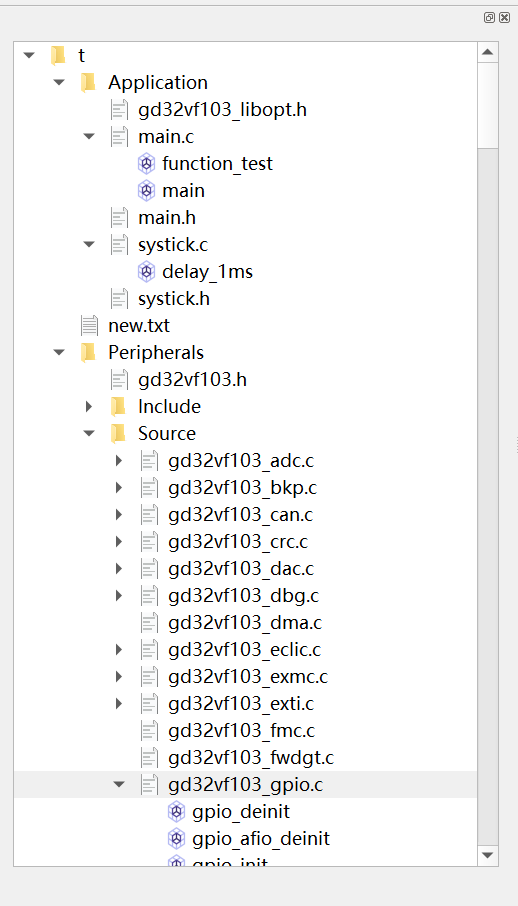 t
Application
gd32vf103_libopt.h
main.c
function_test
main
main.h
systick.c
delay_1ms
systick.h
new.txt
Peripherals
gd32vf103.h
Include
Source
gd32vf103_adc.c
gd32vf103_bkp.c
gd32vf103_can.c
gd32vf103_crc.c
gd32vf103_dac.c
gd32vf103_dbg.c
gd32vf103_dma.c
gd32vf103_eclic.c
gd32vf103_exmc.c
gd32vf103_exti.c
gd32vf103_fmc.c
gd32vf103_fwdgt.c
gd32vf103_gpio.c
gpio_deinit
gpio_afio_deinit
gpio_init